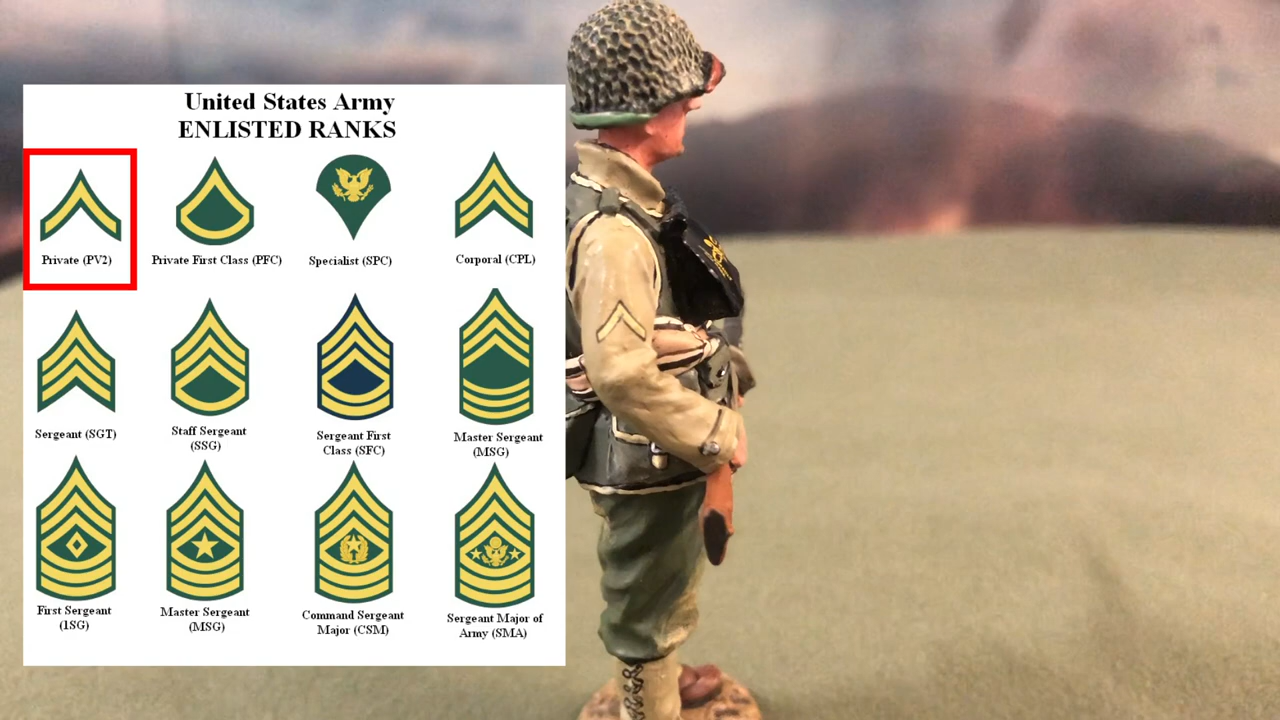 United States Army
ENLISTED RANKS
Private (PV2)
Private First Class (PFC)
Specialist (SPC)
Corporal (CPL)
Sergeant (SGT)
Staff Sergeant
(SSG)
Sergeant First
Class (SFC)
Master Sergeant
(MSG)
First Sergeant
(1SG)
Master Sergeant
(MSG)
Command Sergeant
Major (CSM)
Sergeant Major of
Army (SMA)